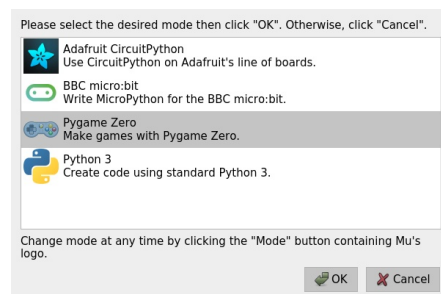 Please select the desired mode then click "OK". Otherwise, click "Cancel".
Adafruit CircuitPython
Use CircuitPython on Adafruit's line of boards.
BBC micro:bit
Write MicroPython for the BBC micro:bit.
Pygame Zero
Make games with Pygame Zero.
Python 3
Create code using standard Python 3.
Change mode at any time by clicking the "Mode" button containing Mu's
logo.
OK Cancel